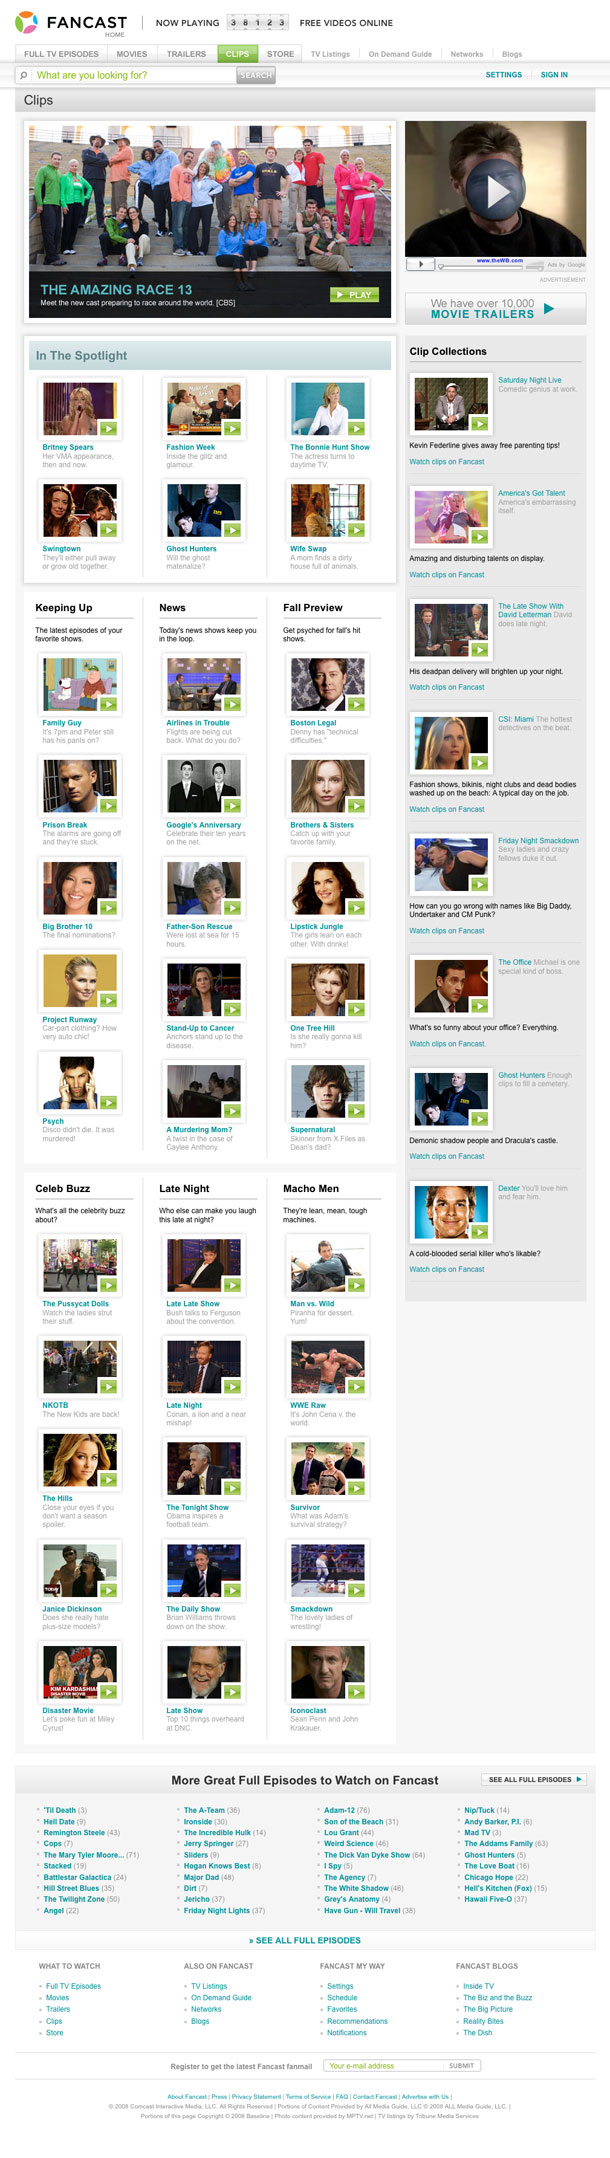 FANCAST
HOME
NOW PLAYING 3 8 1 2 3 FREE VIDEOS ONLINE
FULL TV EPISODES MOVIES TRAILERS CLIPS STORE TV Listings On Demand Guide Networks Blogs
What are you looking for? SEARCH SETTINGS SIGN IN
Clips
THE AMAZING RACE 13
Meet the new cast preparing to race around the world. [CBS]
PLAY
www.theWB.com
Ads by Google
ADVERTISEMENT
We have over 10,000
MOVIE TRAILERS
In The Spotlight
Britney Spears
Her VMA appearance,
then and now.
Fashion Week
Inside the glitz and
glamour.
The Bonnie Hunt Show
The actress turns to
daytime TV.
Swingtown
They'll either pull away
or grow old together.
Ghost Hunters
Will the ghost
materialize?
Wife Swap
A mom finds a dirty
house full of animals.
Keeping Up
The latest episodes of your
favorite shows.
Family Guy
It's 7pm and Peter still
has his pants on?
Prison Break
The alarms are going off
and they're stuck.
Big Brother 10
The final nominations?
Project Runway
Car-part clothing? How
very auto chic!
Psych
Disco didn't die. It was
murdered!
News
Today's news shows keep you
in the loop.
Airlines in Trouble
Flights are being cut
back. What do you do?
Google's Anniversary
Celebrate their ten years
on the net.
Father-Son Rescue
Were lost at sea for 15
hours.
Stand-Up to Cancer
Anchors stand up to the
disease.
A Murdering Mom?
A twist in the case of
Caylee Anthony.
Fall Preview
Get psyched for fall's hit
shows.
Boston Legal
Denny has "technical
difficulties."
Brothers & Sisters
Catch up with your
favorite family.
Lipstick Jungle
The girls lean on each
other. With drinks!
One Tree Hill
Is she really gonna kill
him?
Supernatural
Skinner from X Files as
Dean's dad?
Celeb Buzz
What's all the celebrity buzz
about?
The Pussycat Dolls
Watch the ladies strut
their stuff.
NKOTB
The New Kids are back!
The Hills
Close your eyes if you
don't want a season
spoiler.
TODAY
Janice Dickinson
Does she really hate
plus-size models?
KIM KARDASHIAN
DISASTER MOVIE
Disaster Movie
Let's poke fun at Miley
Cyrus!
Late Night
Who else can make you laugh
this late at night?
Late Late Show
Bush talks to Ferguson
about the convention.
Late Night
Conan, a lion and a near
mishap!
The Tonight Show
Obama inspires a
football team.
The Daily Show
Brian Williams throws
down on the show.
Late Show
Top 10 things overheard
at DNC.
Macho Men
They're lean, mean, tough
machines.
Man vs. Wild
Piranha for dessert.
Yum!
WWE Raw
It's John Cena v. the
world.
Survivor
What was Adam's
survival strategy?
Smackdown
The lovely ladies of
wrestling!
Iconoclast
Sean Penn and John
Krakauer.
Clip Collections
Saturday Night Live
Comedic genius at work.
Kevin Federline gives away free parenting tips!
Watch clips on Fancast
America's Got Talent
America's embarrassing
itself.
Amazing and disturbing talents on display.
Watch clips on Fancast
The Late Show With
David Letterman David
does late night.
His deadpan delivery will brighten up your night.
Watch clips on Fancast
CSI: Miami The hottest
detectives on the beat.
Fashion shows, bikinis, night clubs and dead bodies
washed up on the beach: A typical day on the job.
Watch clips on Fancast
Friday Night Smackdown
Sexy ladies and crazy
fellows duke it out.
How can you go wrong with names like Big Daddy,
Undertaker and CM Punk?
Watch clips on Fancast
The Office Michael is one
special kind of boss.
What's so funny about your office? Everything.
Watch clips on Fancast.
Ghost Hunters Enough
clips to fill a cemetery.
Demonic shadow people and Dracula's castle.
Watch clips on Fancast
Dexter You'll love him
and fear him.
A cold-blooded serial killer who's likable?
Watch clips on Fancast
More Great Full Episodes to Watch on Fancast
SEE ALL FULL EPISODES
'Til Death (3)
Hell Date (9)
Remington Steele (43)
Cops (7)
The Mary Tyler Moore... (71)
Stacked (19)
Battlestar Galactica (24)
Hill Street Blues (35)
The Twilight Zone (50)
Angel (22)
The A-Team (36)
Ironside (30)
The Incredible Hulk (14)
Jerry Springer (27)
Sliders (9)
Hogan Knows Best (8)
Major Dad (48)
Dirt (7)
Jericho (37)
Friday Night Lights (37)
Adam-12 (76)
Son of the Beach (31)
Lou Grant (44)
Weird Science (46)
The Dick Van Dyke Show (64)
I Spy (5)
The Agency (7)
The White Shadow (46)
Grey's Anatomy (4)
Have Gun - Will Travel (38)
Nip/Tuck (14)
Andy Barker, P.I. (6)
Mad TV (3)
The Addams Family (63)
Ghost Hunters (5)
The Love Boat (16)
Chicago Hope (22)
Hell's Kitchen (Fox) (15)
Hawaii Five-O (37)
» SEE ALL FULL EPISODES
WHAT TO WATCH
Full TV Episodes
Movies
Trailers
Clips
Store
ALSO ON FANCAST
TV Listings
On Demand Guide
Networks
Blogs
FANCAST MY WAY
Settings
Schedule
Favorites
Recommendations
Notifications
FANCAST BLOGS
Inside TV
The Biz and the Buzz
The Big Picture
Reality Bites
The Dish
Register to get the latest Fancast fanmail Your e-mail address SUBMIT
About Fancast | Press | Privacy Statement | Terms of Service | FAQ | Contact Fancast | Advertise with Us |
© 2008 Comcast Interactive Media, LLC. All Rights Reserved | Portions of Content Provided by All Media Guide, LLC © 2008 ALL Media Guide, LLC. |
Portions of this page Copyright © 2008 Baseline | Photo content provided by MPTV.net | TV listings by Tribune Media Services